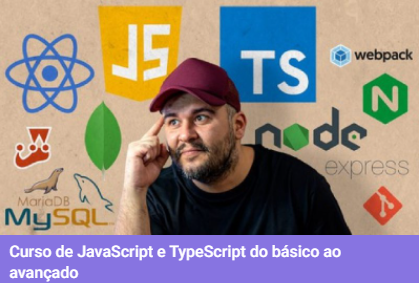 JS
TS
webpack
N
node
express
MariaDB
MySQL
Curso de JavaScript e TypeScript do básico ao
avançado